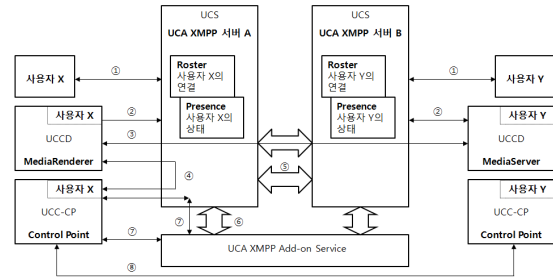 UCS
UCA XMPP 서버 A
Roster
사용자 X의
연결
Presence
사용자 X의
상태
UCS
UCA XMPP 서버 B
Roster
사용자 Y의
연결
Presence
사용자 Y의
상태
사용자 X
①
①
사용자 Y
사용자 X
UCCD
MediaRenderer
②
③
②
사용자 Y
UCCD
MediaServer
④
⑤
사용자 X
UCC-CP
Control Point
⑦
⑥
⑦
사용자 Y
UCC-CP
Control Point
UCA XMPP Add-on Service
⑧